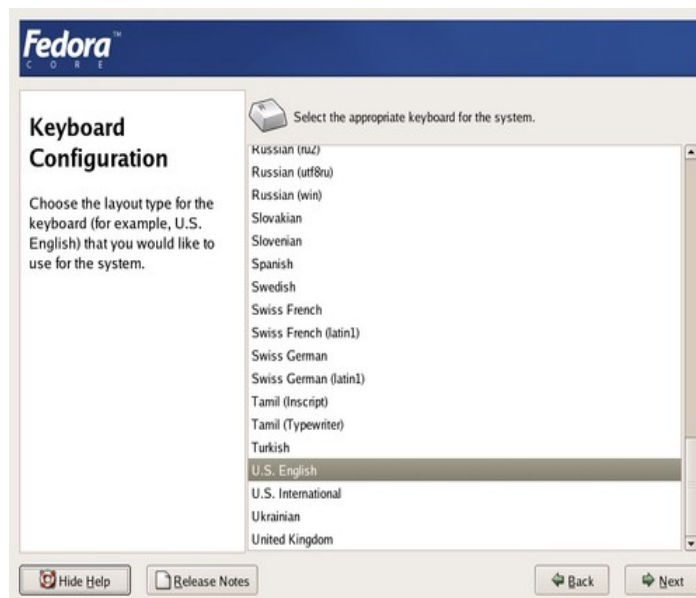 Fedora™
CORE
Keyboard
Configuration
Choose the layout type for the
keyboard (for example, U.S.
English) that you would like to
use for the system.
Select the appropriate keyboard for the system.
Russian (ru2)
Russian (utf8ru)
Russian (win)
Slovakian
Slovenian
Spanish
Swedish
Swiss French
Swiss French (latin1)
Swiss German
Swiss German (latin1)
Tamil (Inscript)
Tamil (Typewriter)
Turkish
U.S. English
U.S. International
Ukrainian
United Kingdom
Hide Help
Release Notes
Back
Next